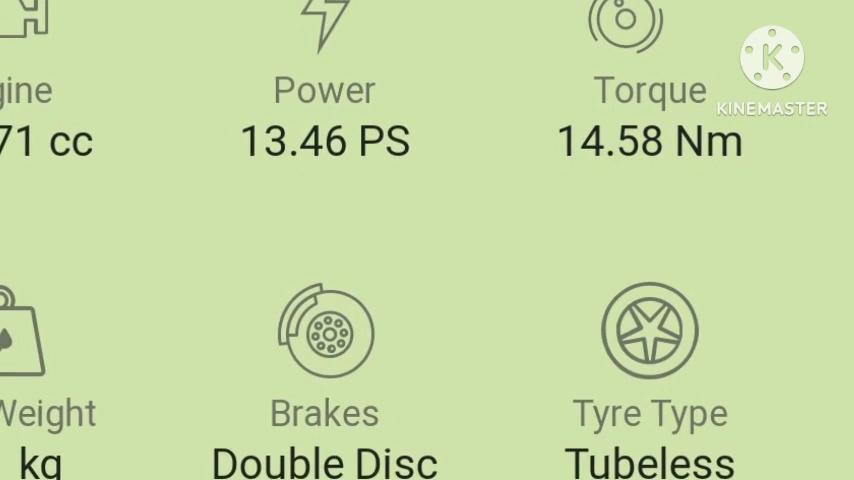 gine Power Torque
71 cc 13.46 PS 14.58 Nm
KINEMASTER
Weight Brakes Tyre Type
kg Double Disc Tubeless